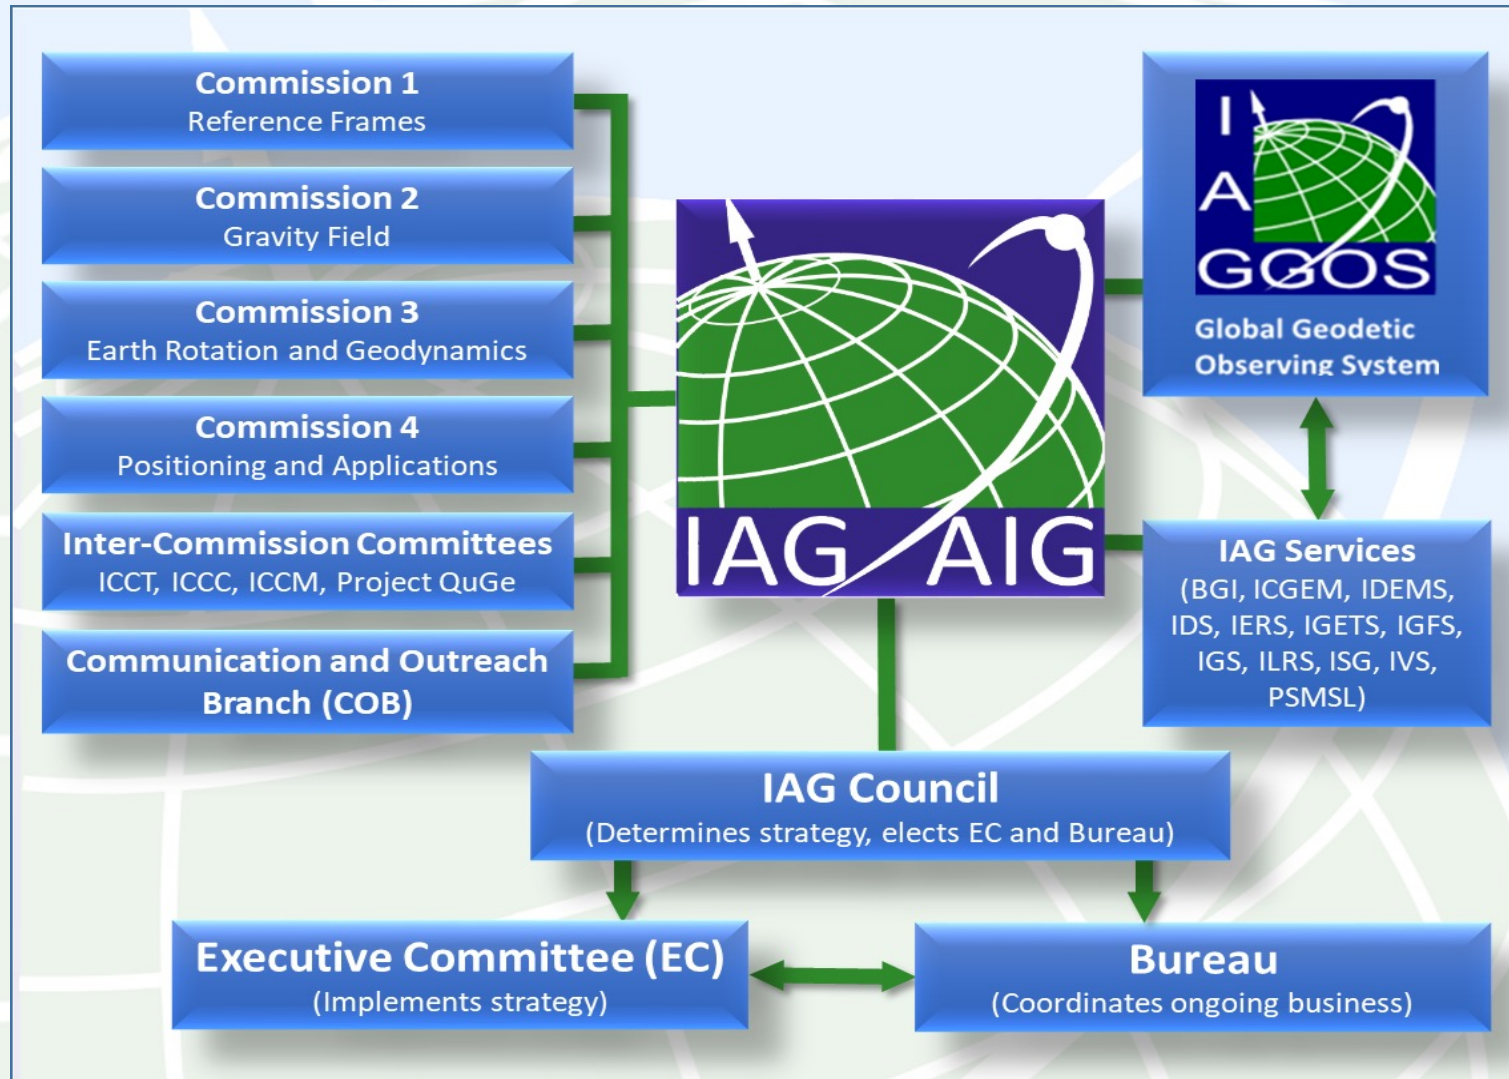 Commission 1
Reference Frames
Commission 2
Gravity Field
Commission 3
Earth Rotation and Geodynamics
Commission 4
Positioning and Applications
Inter-Commission Committees
ICCT, ICCC, ICCM, Project QuGe
Communication and Outreach
Branch (COB)
IAG AIG
I
A
GGOS
Global Geodetic
Observing System
IAG Services
(BGI, ICGEM, IDEMS,
IDS, IERS, IGETS, IGFS,
IGS, ILRS, ISG, IVS,
PSMSL)
IAG Council
(Determines strategy, elects EC and Bureau)
Executive Committee (EC)
(Implements strategy)
Bureau
(Coordinates ongoing business)